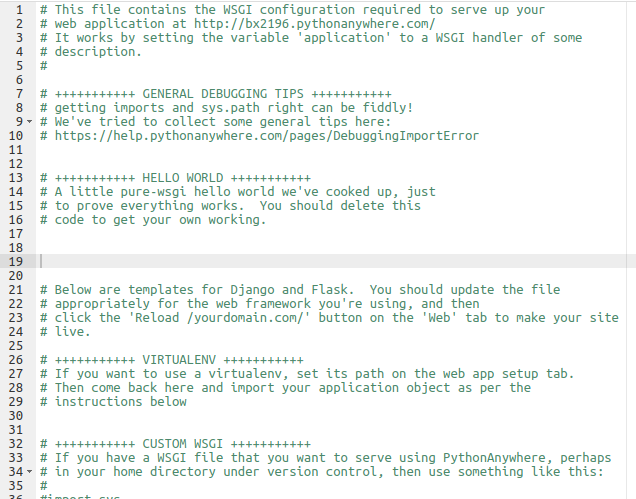 1 # This file contains the WSGI configuration required to serve up your
2 # web application at http://bx2196.pythonanywhere.com/
3 # It works by setting the variable 'application' to a WSGI handler of some
4 # description.
5 #
6
7 # +++++++++++ GENERAL DEBUGGING TIPS +++++++++++
8 # getting imports and sys.path right can be fiddly!
9 # We've tried to collect some general tips here:
10 # https://help.pythonanywhere.com/pages/DebuggingImportError
11
12
13 # +++++++++++ HELLO WORLD +++++++++++
14 # A little pure-wsgi hello world we've cooked up, just
15 # to prove everything works.  You should delete this
16 # code to get your own working.
17
18
19
20
21 # Below are templates for Django and Flask.  You should update the file
22 # appropriately for the web framework you're using, and then
23 # click the 'Reload /yourdomain.com/' button on the 'Web' tab to make your site
24 # live.
25
26 # +++++++++++ VIRTUALENV +++++++++++
27 # If you want to use a virtualenv, set its path on the web app setup tab.
28 # Then come back here and import your application object as per the
29 # instructions below
30
31
32 # +++++++++++ CUSTOM WSGI +++++++++++
33 # If you have a WSGI file that you want to serve using PythonAnywhere, perhaps
34 # in your home directory under version control, then use something like this:
35 #
36 #import sys